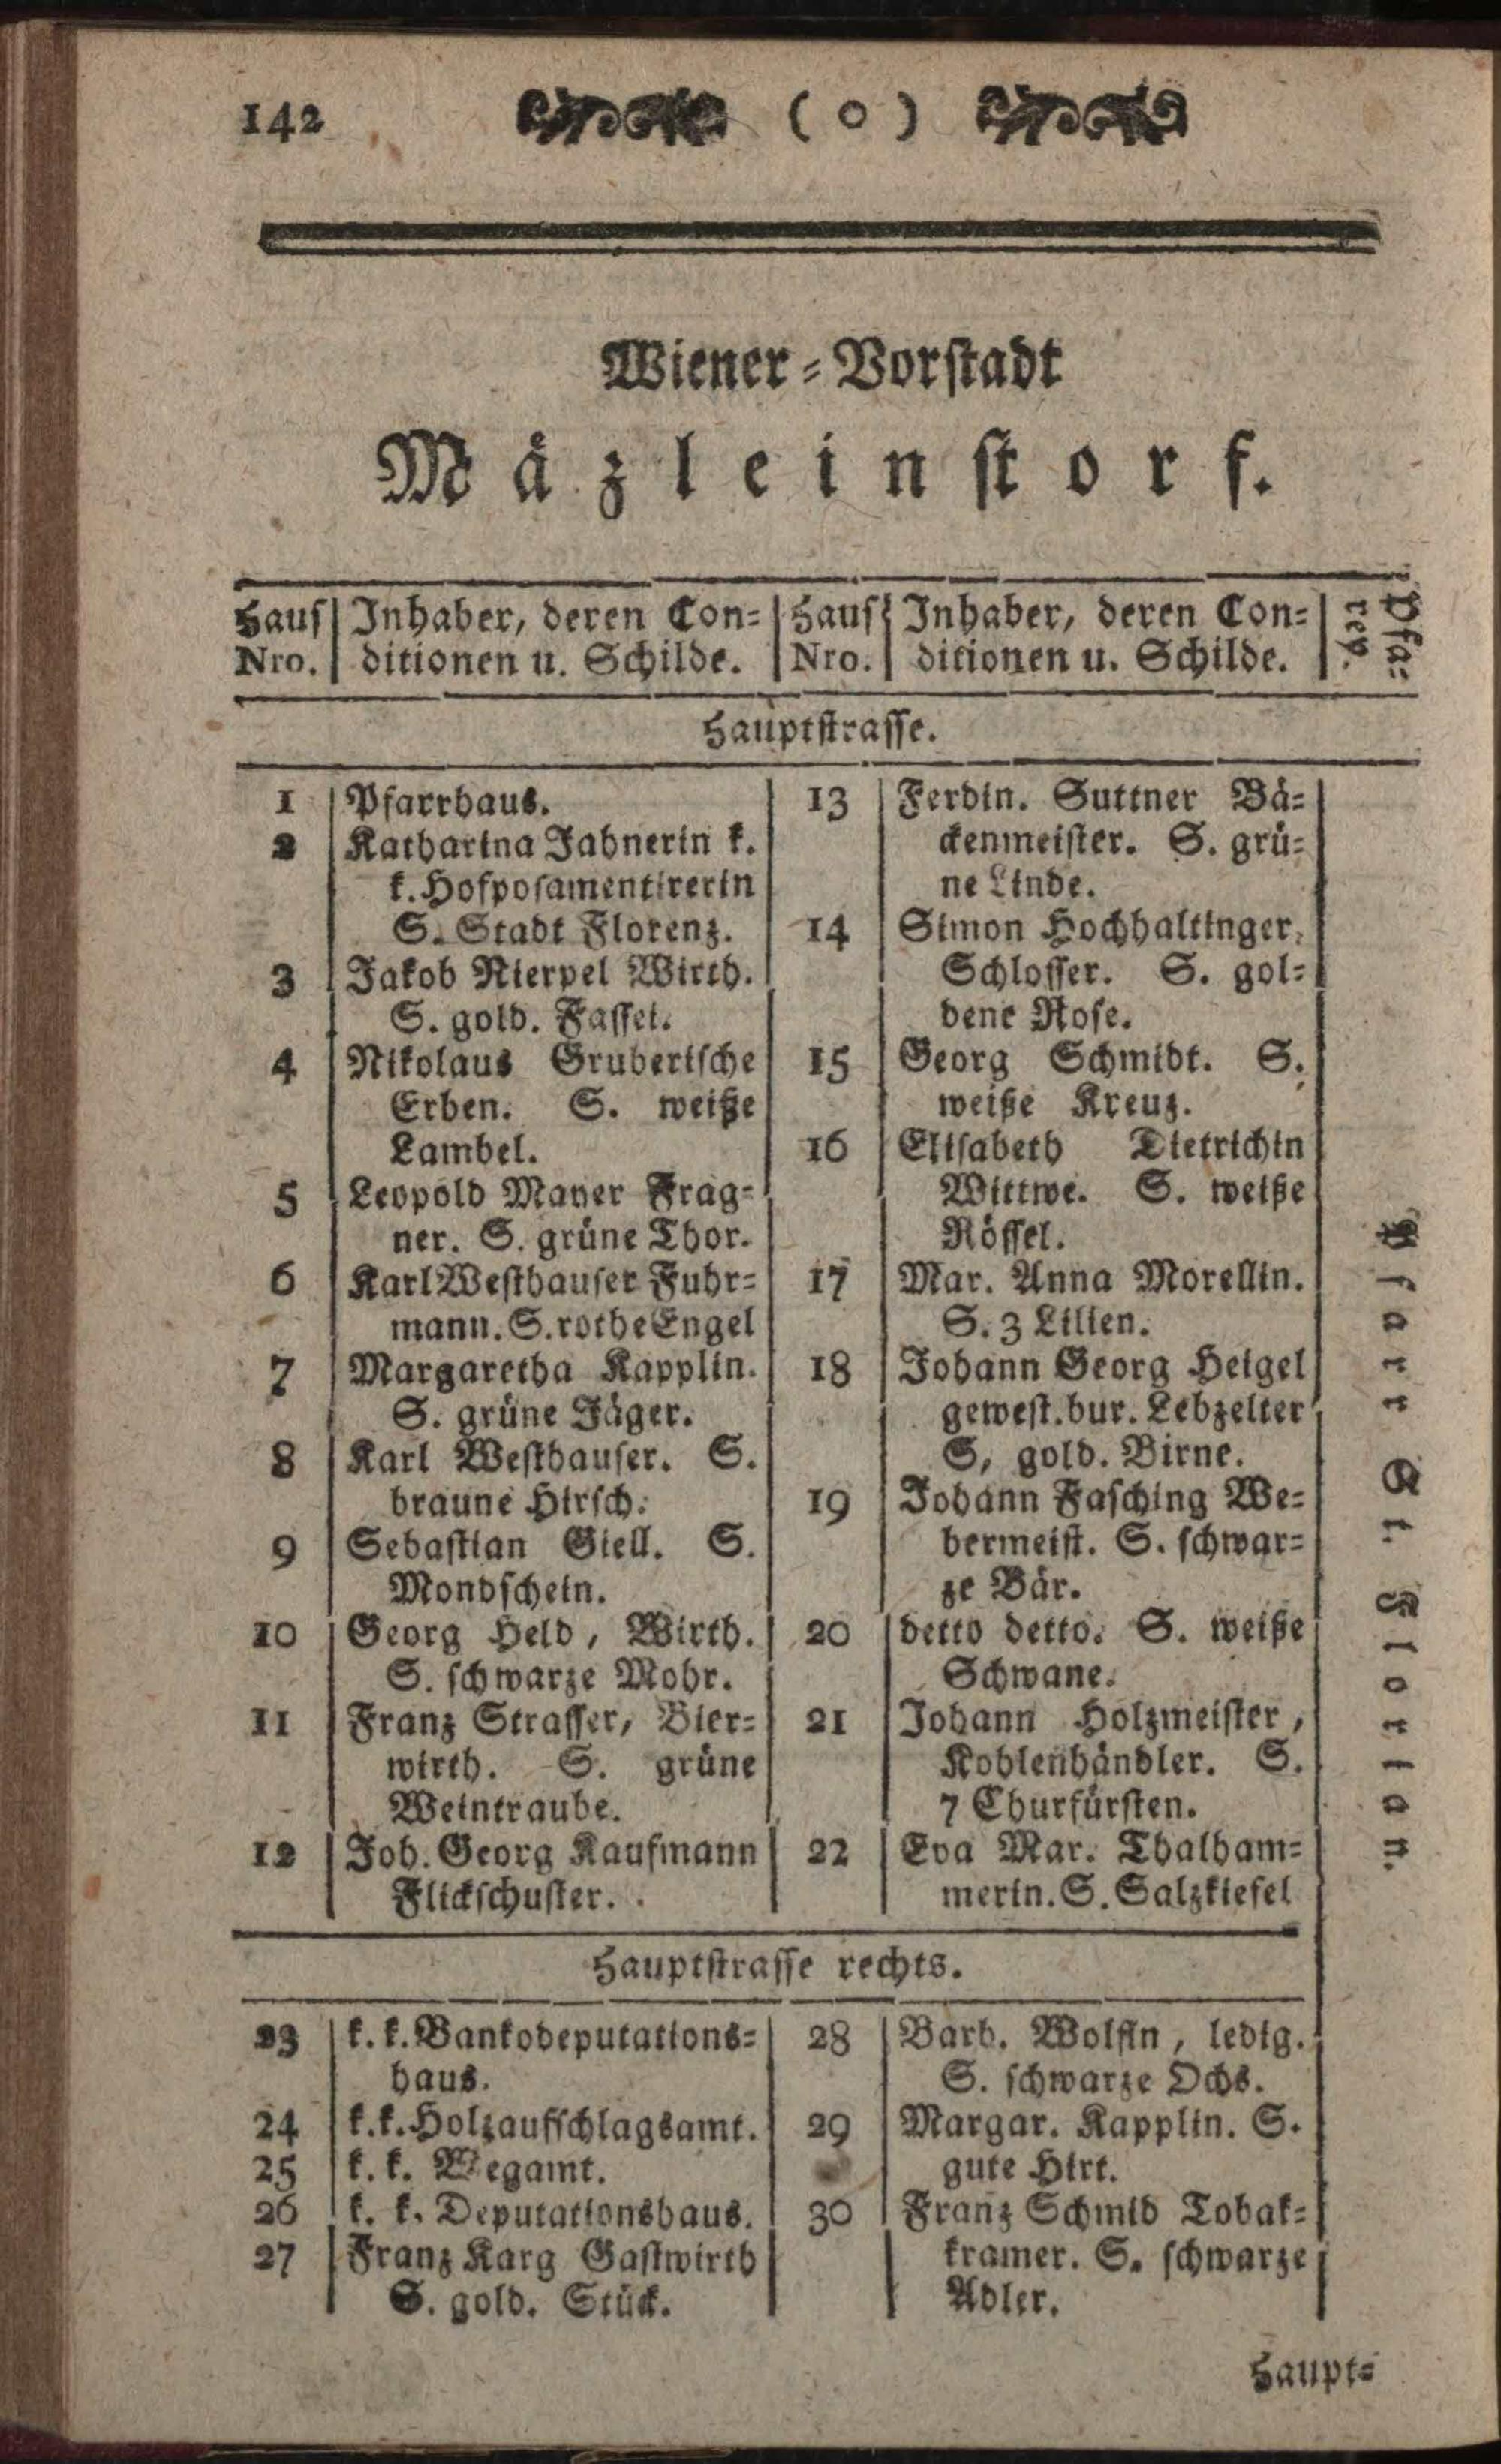 142 ( o )
Wiener-Vorstadt
Mäzleinstorf.
Haus Nro.
Inhaber, deren Con-
ditionen u. Schilde.
Haus Nro.
Inhaber, deren Con-
ditionen u. Schilde.
Pfa-
rey.
Hauptstrasse.
1 Pfarrhaus.
2 Katharina Jahnerin k.
k. Hofposamentirerin
S. Stadt Florenz.
3 Jakob Nierpel Wirth.
S. gold. Fassel.
4 Nikolaus Gruberische
Erben. S. weiße
Lambel.
5 Leopold Mayer Frag-
ner. S. grüne Thor.
6 Karl Westhauser Fuhr-
mann. S. rothe Engel
7 Margaretha Kapplin.
S. grüne Jäger.
8 Karl Westhauser. S.
braune Hirsch.
9 Sebastian Giell. S.
Mondschein.
10 Georg Held, Wirth.
S. schwarze Mohr.
11 Franz Strasser, Bier-
wirth. S. grüne
Weintraube.
12 Joh. Georg Kaufmann
Flickschuster.
13 Ferdin. Suttner Bä-
ckenmeister. S. grü-
ne Linde.
14 Simon Hochhaltinger,
Schlosser. S. gol-
dene Rose.
15 Georg Schmidt. S.
weiße Kreuz.
16 Elisabeth Dietrichin
Wittwe. S. weiße
Rössel.
17 Mar. Anna Morellin.
S. 3 Lilien.
18 Johann Georg Heigel
gewest. bur. Lebzelter
S, gold. Birne.
19 Johann Fasching We-
bermeist. S. schwar-
ze Bär.
20 detto detto. S. weiße
Schwane.
21 Johann Holzmeister,
Kohlenhändler. S.
7 Churfürsten.
22 Eva Mar. Thalham-
merin. S. Salzkiefel
Pfarr St. Florian.
Hauptstrasse rechts.
23 k. k. Bankodeputations-
haus.
24 k. k. Holzaufschlagsamt.
25 k. k. Wegamt.
26 k. k. Deputationshaus.
27 Franz Karg Gastwirth
S. gold. Stück.
28 Barb. Wolfin, ledig.
S. schwarze Ochs.
29 Margar. Kapplin. S.
gute Hirt.
30 Franz Schmid Tobak-
kramer. S. schwarze
Adler.
Haupt-